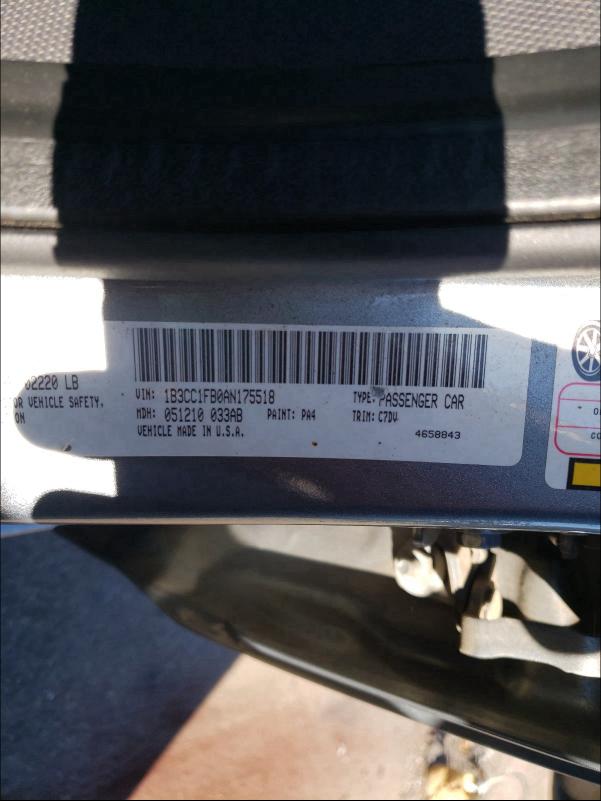 02220 LB
OR VEHICLE SAFETY,
ON
VIN: 1B3CC1FB0AN175518 TYPE: PASSENGER CAR
MDH: 051210 033AB PAINT: PA4 TRIM: C7DV
VEHICLE MADE IN U.S.A. 4658843